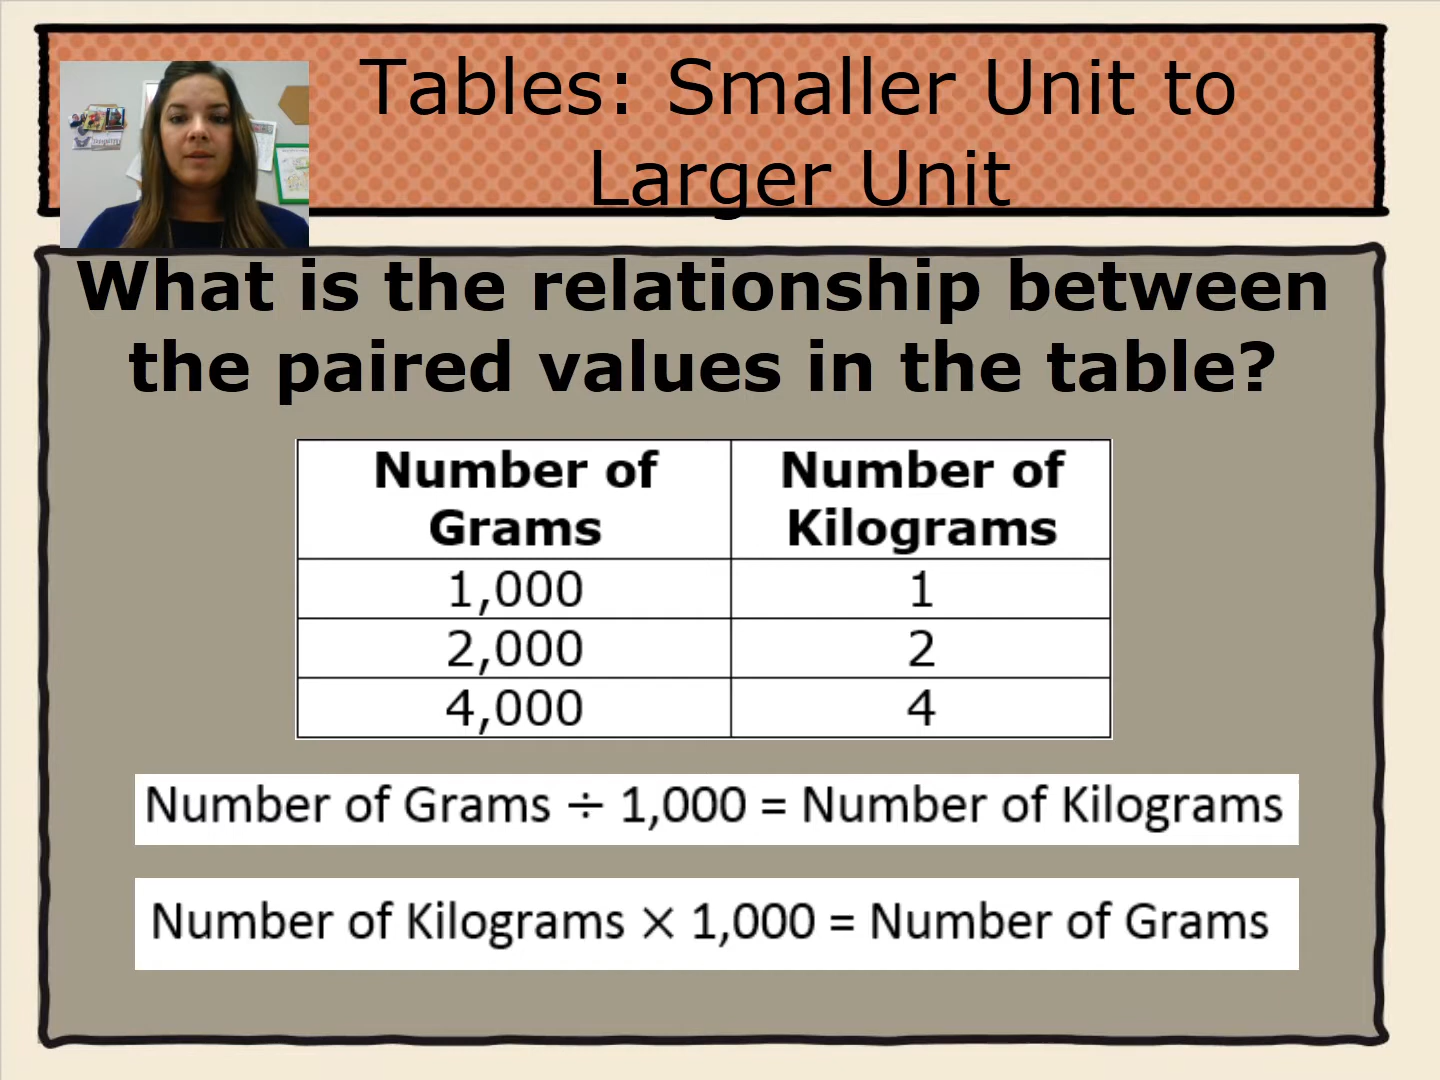 Tables: Smaller Unit to
Larger Unit
What is the relationship between
the paired values in the table?
Number of Grams
Number of Kilograms
1,000 1
2,000 2
4,000 4
Number of Grams ÷ 1,000 = Number of Kilograms
Number of Kilograms × 1,000 = Number of Grams